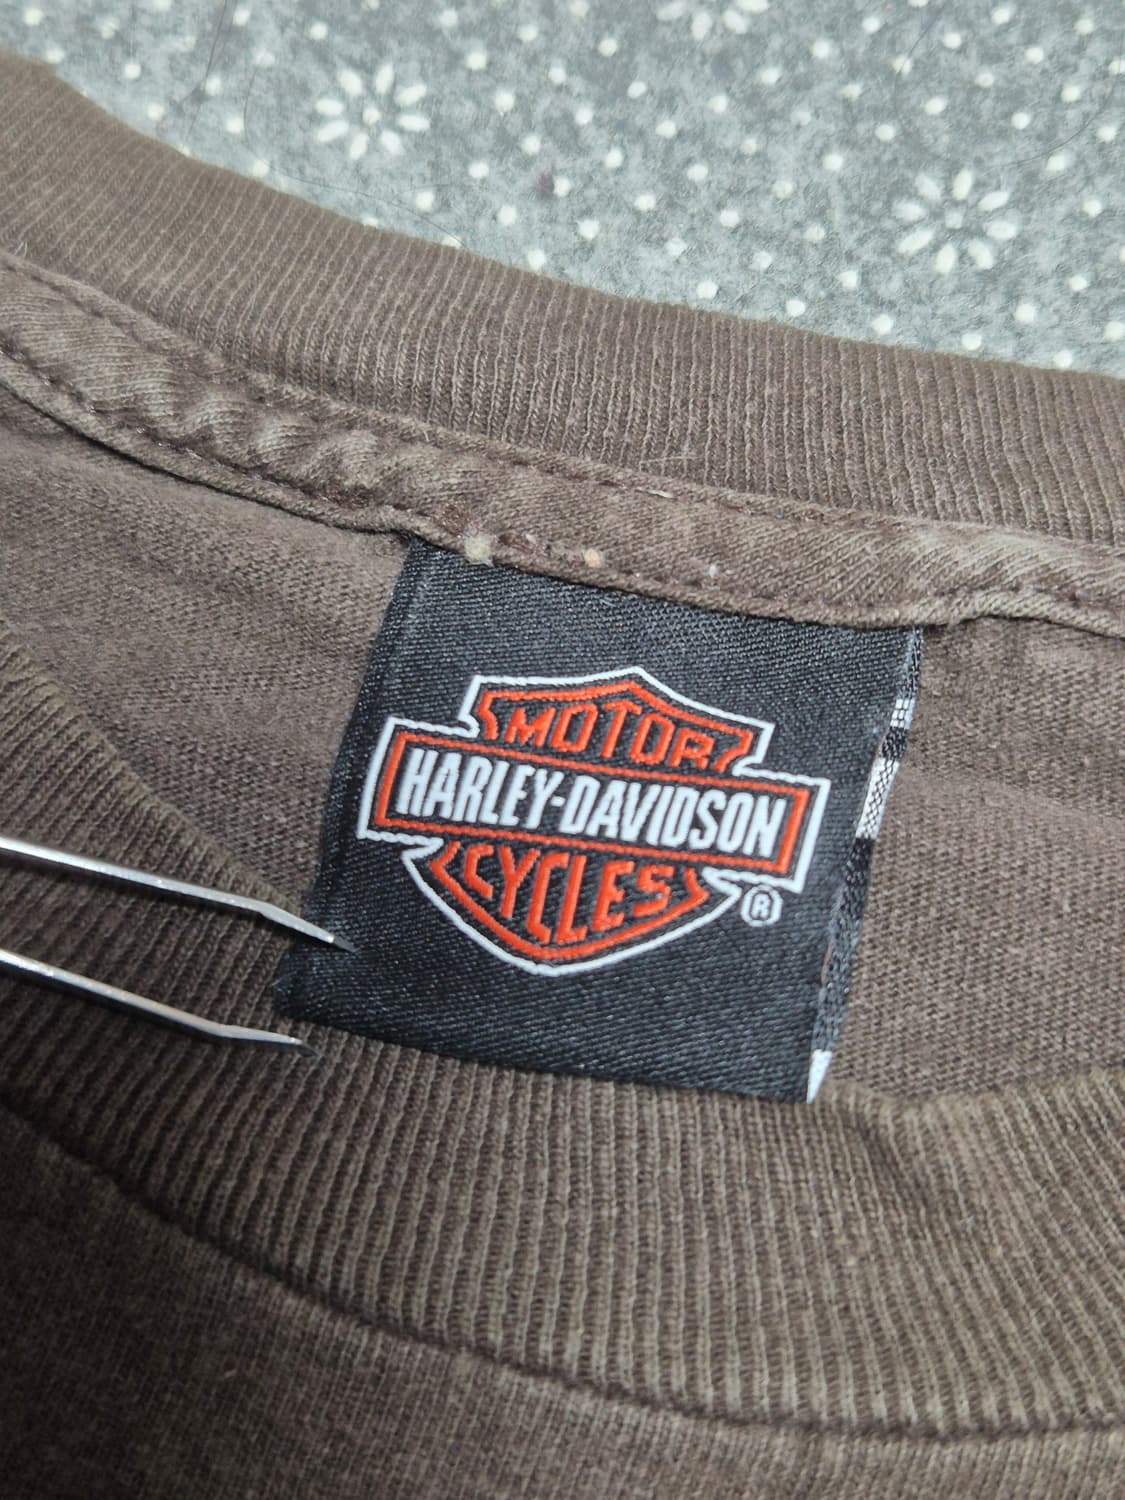 MOTOR
HARLEY-DAVIDSON
CYCLES
®